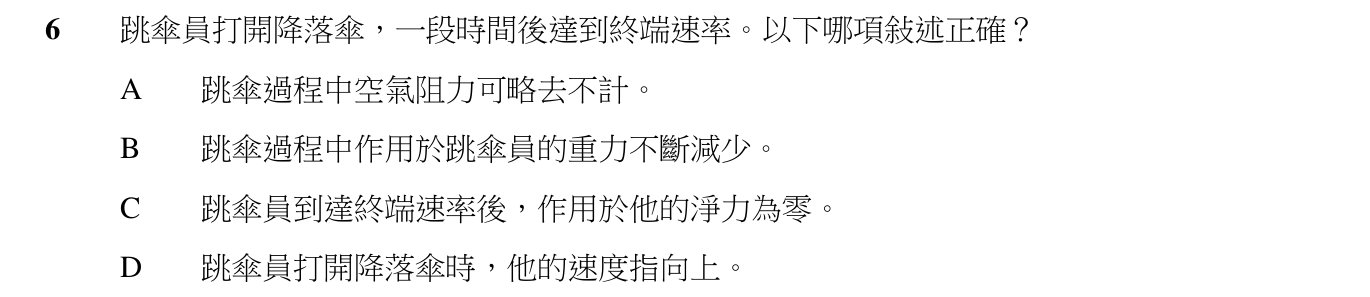 6 跳傘員打開降落傘，一段時間後達到終端速率。以下哪項敍述正確？
A 跳傘過程中空氣阻力可略去不計。
B 跳傘過程中作用於跳傘員的重力不斷減少。
C 跳傘員到達終端速率後，作用於他的淨力為零。
D 跳傘員打開降落傘時，他的速度指向上。